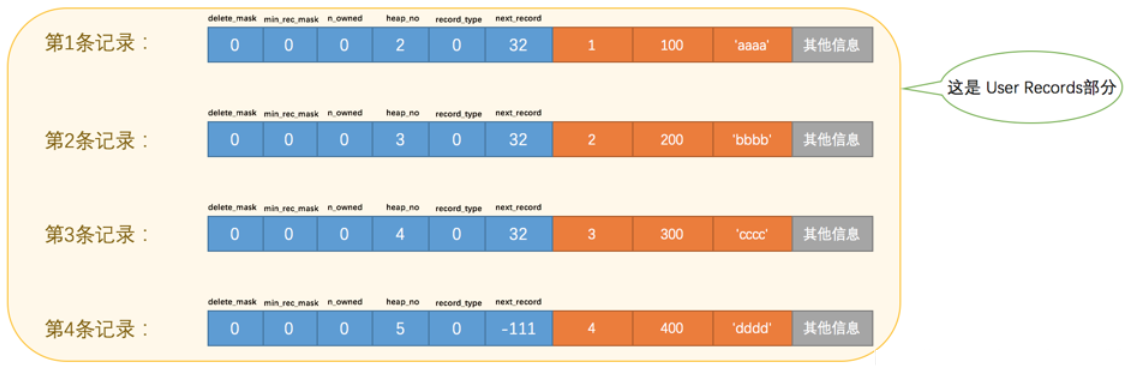 delete_mask min_rec_mask n_owned heap_no record_type next_record
第1条记录： 0 0 0 2 0 32 1 100 'aaaa' 其他信息
这是 User Records部分
delete_mask min_rec_mask n_owned heap_no record_type next_record
第2条记录： 0 0 0 3 0 32 2 200 'bbbb' 其他信息
delete_mask min_rec_mask n_owned heap_no record_type next_record
第3条记录： 0 0 0 4 0 32 3 300 'cccc' 其他信息
delete_mask min_rec_mask n_owned heap_no record_type next_record
第4条记录： 0 0 0 5 0 -111 4 400 'dddd' 其他信息